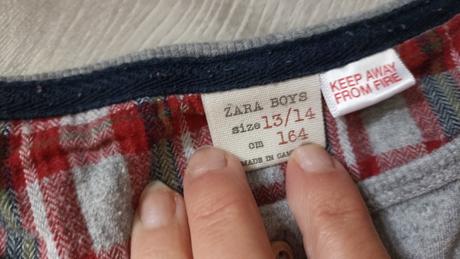 ZARA BOYS
size 13/14
cm 164
MADE IN
KEEP AWAY
FROM FIRE